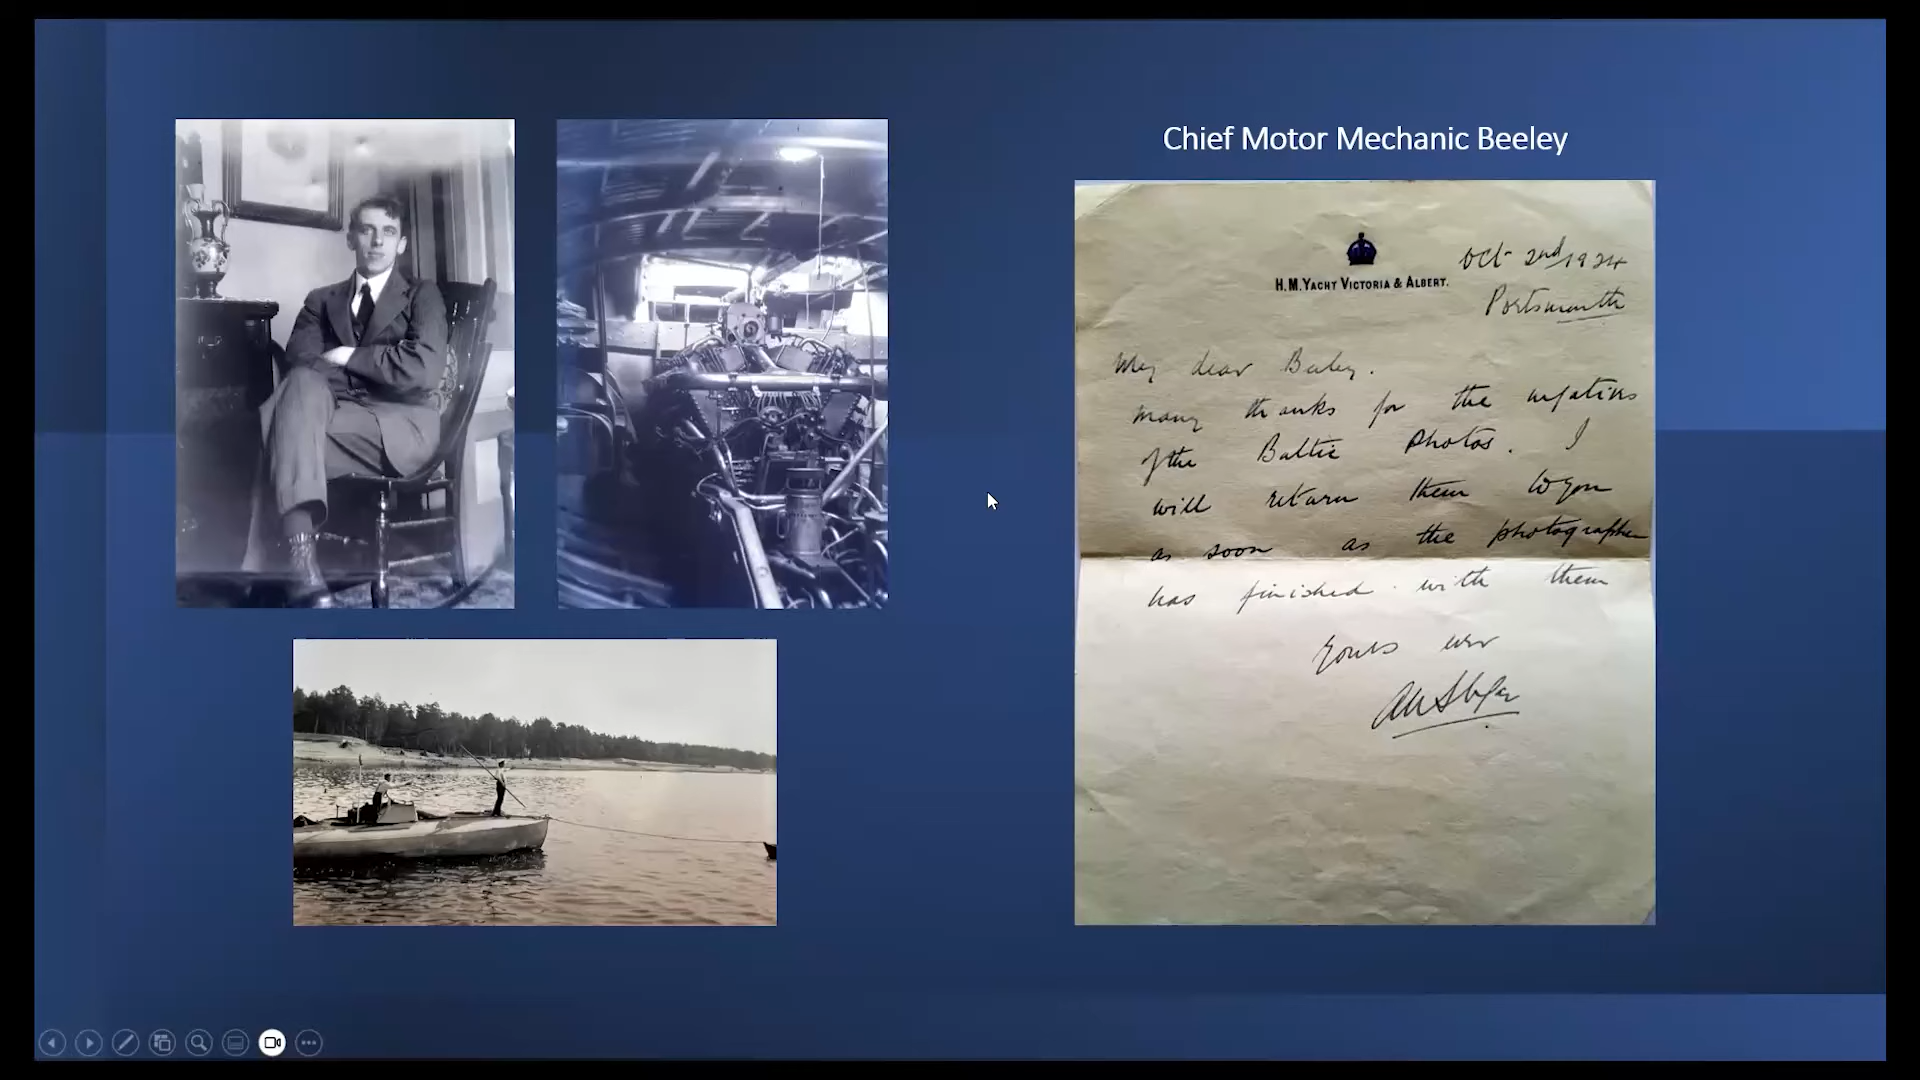 Chief Motor Mechanic Beeley
Oct 2nd/1924
H.M. YACHT VICTORIA & ALBERT.
Portsmouth
My dear Beeley.
many thanks for the negatives
of the Baltic Photos. I
will return them to you
as soon as the photographer
has finished with them
Yours ever